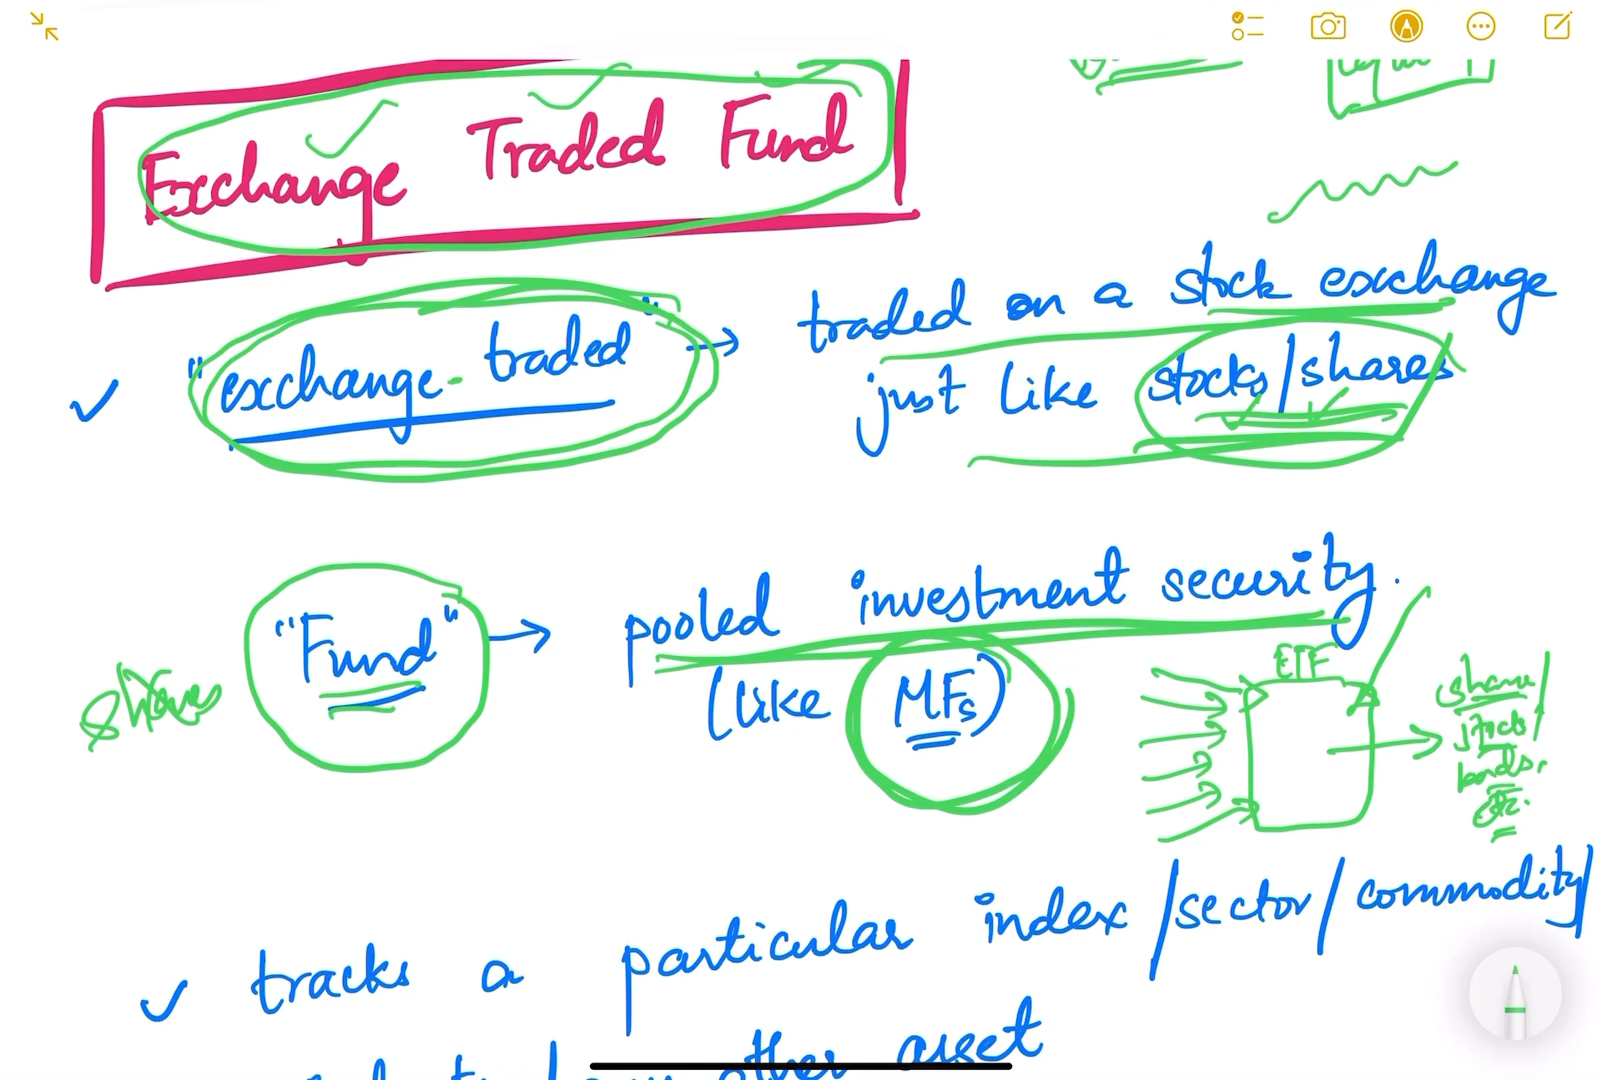 Exchange Traded Fund
"exchange-traded" → traded on a stock exchange
just like stocks/shares
"Fund" → pooled investment security.
(like MFs)
shares
ETF
share/
stock/
bonds,
etc.
tracks a particular index/sector/commodity/
other asset